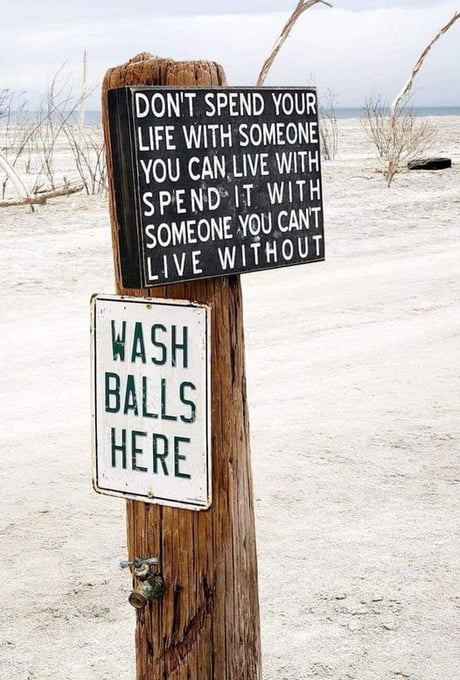 DON'T SPEND YOUR
LIFE WITH SOMEONE
YOU CAN LIVE WITH
SPEND IT WITH
SOMEONE YOU CAN'T
LIVE WITHOUT
WASH
BALLS
HERE